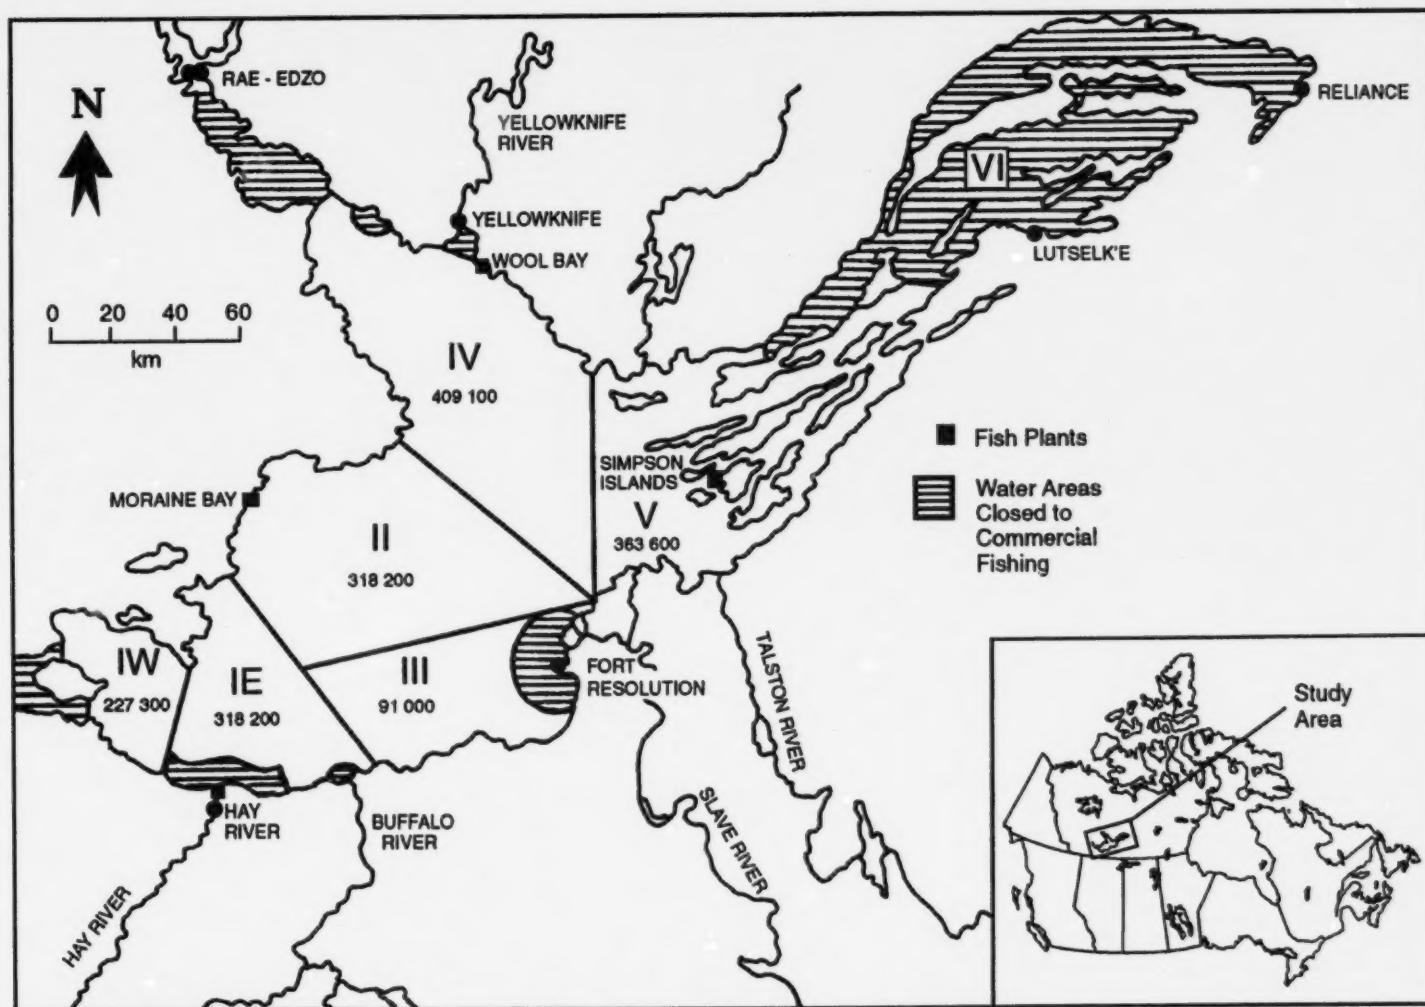 RAE - EDZO
N
YELLOWKNIFE
RIVER
RELIANCE
VI
YELLOWKNIFE
WOOL BAY
LUTSELK'E
0 20 40 60
km
IV
409 100
Fish Plants
SIMPSON
ISLANDS
MORAINE BAY
Water Areas
Closed to
Commercial
Fishing
V
363 600
II
318 200
IW
227 300
IE
318 200
III
91 000
FORT
RESOLUTION
TALSTON RIVER
Study
Area
HAY
RIVER
BUFFALO
RIVER
SLAVE RIVER
HAY RIVER